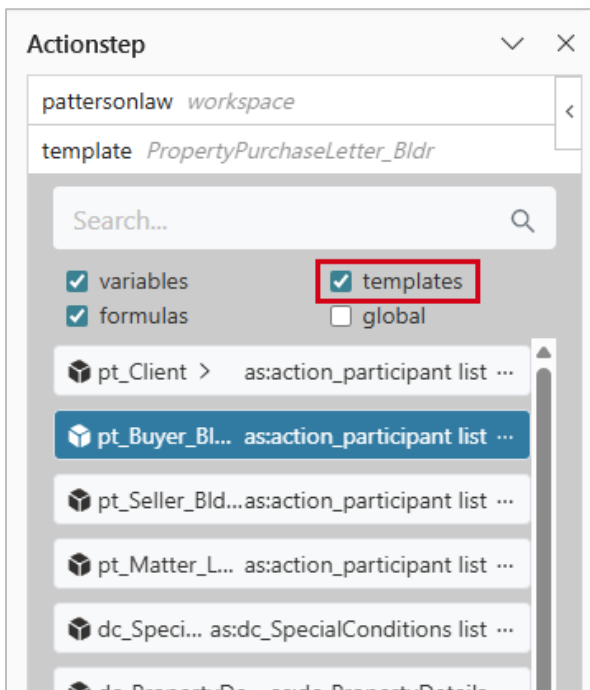 Actionstep
pattersonlaw workspace
template PropertyPurchaseLetter_Bldr
Search...
variables templates
formulas global
pt_Client > as:action_participant list ...
pt_Buyer_Bl... as:action_participant list ...
pt_Seller_Bld... as:action_participant list ...
pt_Matter_L... as:action_participant list ...
dc_Speci... as:dc_SpecialConditions list ...